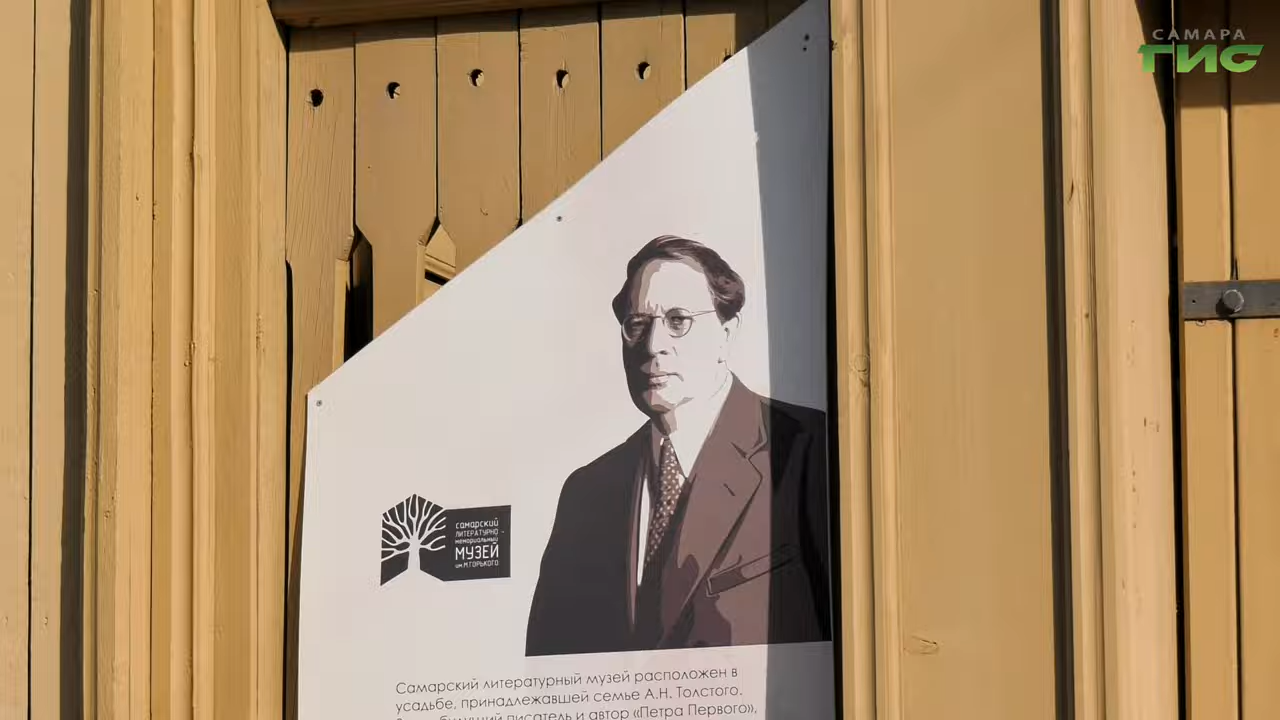 САМАРА
ГИС
САМАРСКИЙ
ЛИТЕРАТУРНО-
МЕМОРИАЛЬНЫЙ
МУЗЕЙ
им.М.ГОРЬКОГО
Самарский литературный музей расположен в
усадьбе, принадлежавшей семье А.Н. Толстого.
будущий писатель и автор «Петра Первого»,